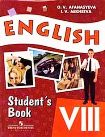 O. V. AFANASYEVA
I. V. MIKHEEVA
ENGLISH
Student's Book
VIII